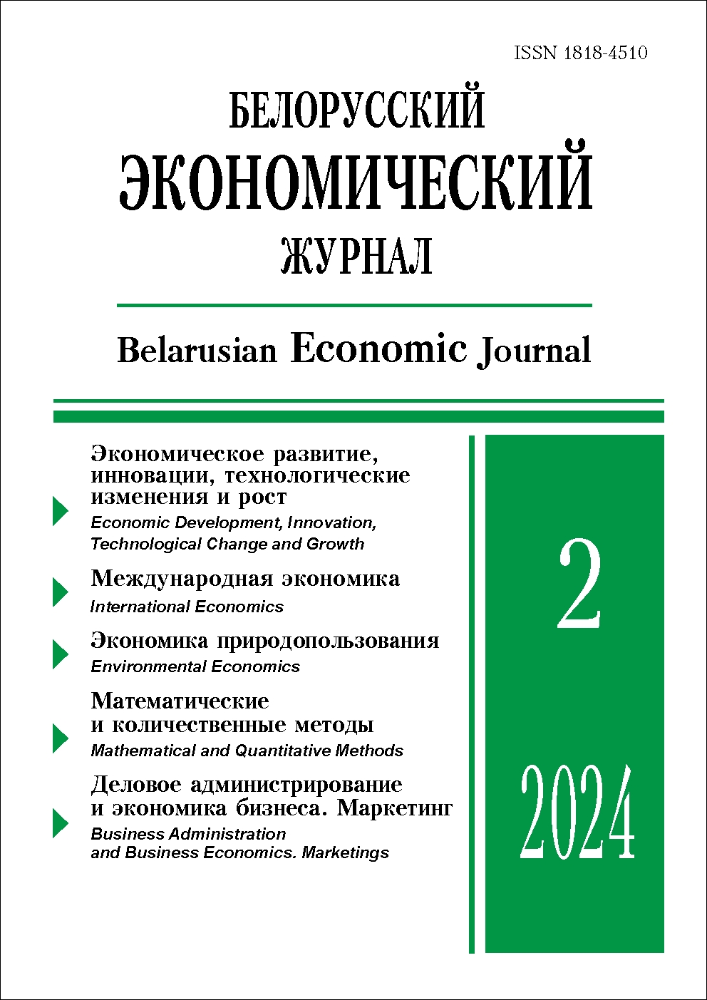 ISSN 1818-4510
БЕЛОРУССКИЙ
ЭКОНОМИЧЕСКИЙ
ЖУРНАЛ
Belarusian Economic Journal
Экономическое развитие,
инновации, технологические
изменения и рост
Economic Development, Innovation,
Technological Change and Growth
Международная экономика
International Economics
Экономика природопользования
Environmental Economics
Математические
и количественные методы
Mathematical and Quantitative Methods
Деловое администрирование
и экономика бизнеса. Маркетинг
Business Administration
and Business Economics. Marketings
2
2024